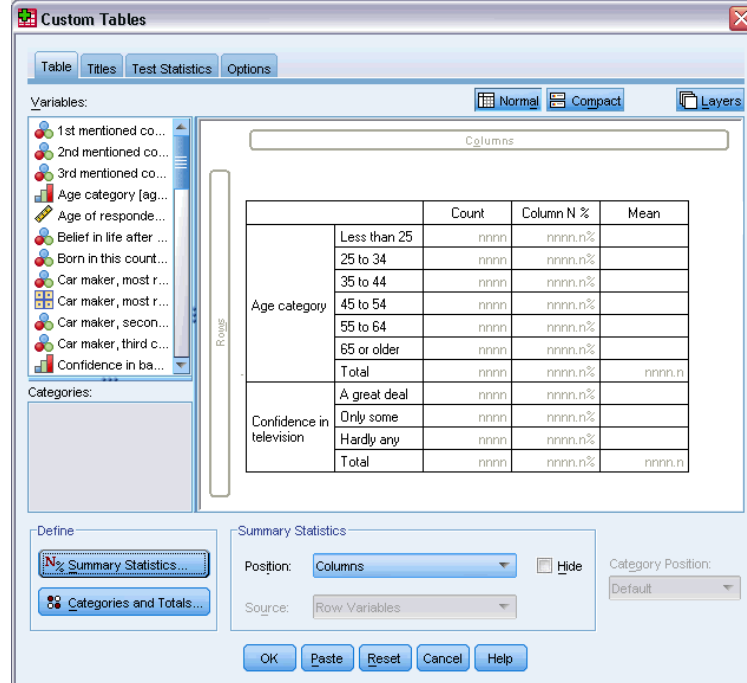 Custom Tables
Table Titles Test Statistics Options
Variables:
Normal Compact Layers
1st mentioned co...
2nd mentioned co...
3rd mentioned co...
Age category [ag...
Age of responde...
Belief in life after ...
Born in this count...
Car maker, most r...
Car maker, most r...
Car maker, secon...
Car maker, third c...
Confidence in ba...
Categories:
Columns
Rows
Count Column N % Mean
Age category
Less than 25 nnnn nnnn.n%
25 to 34 nnnn nnnn.n%
35 to 44 nnnn nnnn.n%
45 to 54 nnnn nnnn.n%
55 to 64 nnnn nnnn.n%
65 or older nnnn nnnn.n%
Total nnnn nnnn.n% nnnn.n
Confidence in
television
A great deal nnnn nnnn.n%
Only some nnnn nnnn.n%
Hardly any nnnn nnnn.n%
Total nnnn nnnn.n% nnnn.n
Define
N% Summary Statistics...
Categories and Totals...
Summary Statistics
Position: Columns Hide
Source: Row Variables
Category Position:
Default
OK Paste Reset Cancel Help